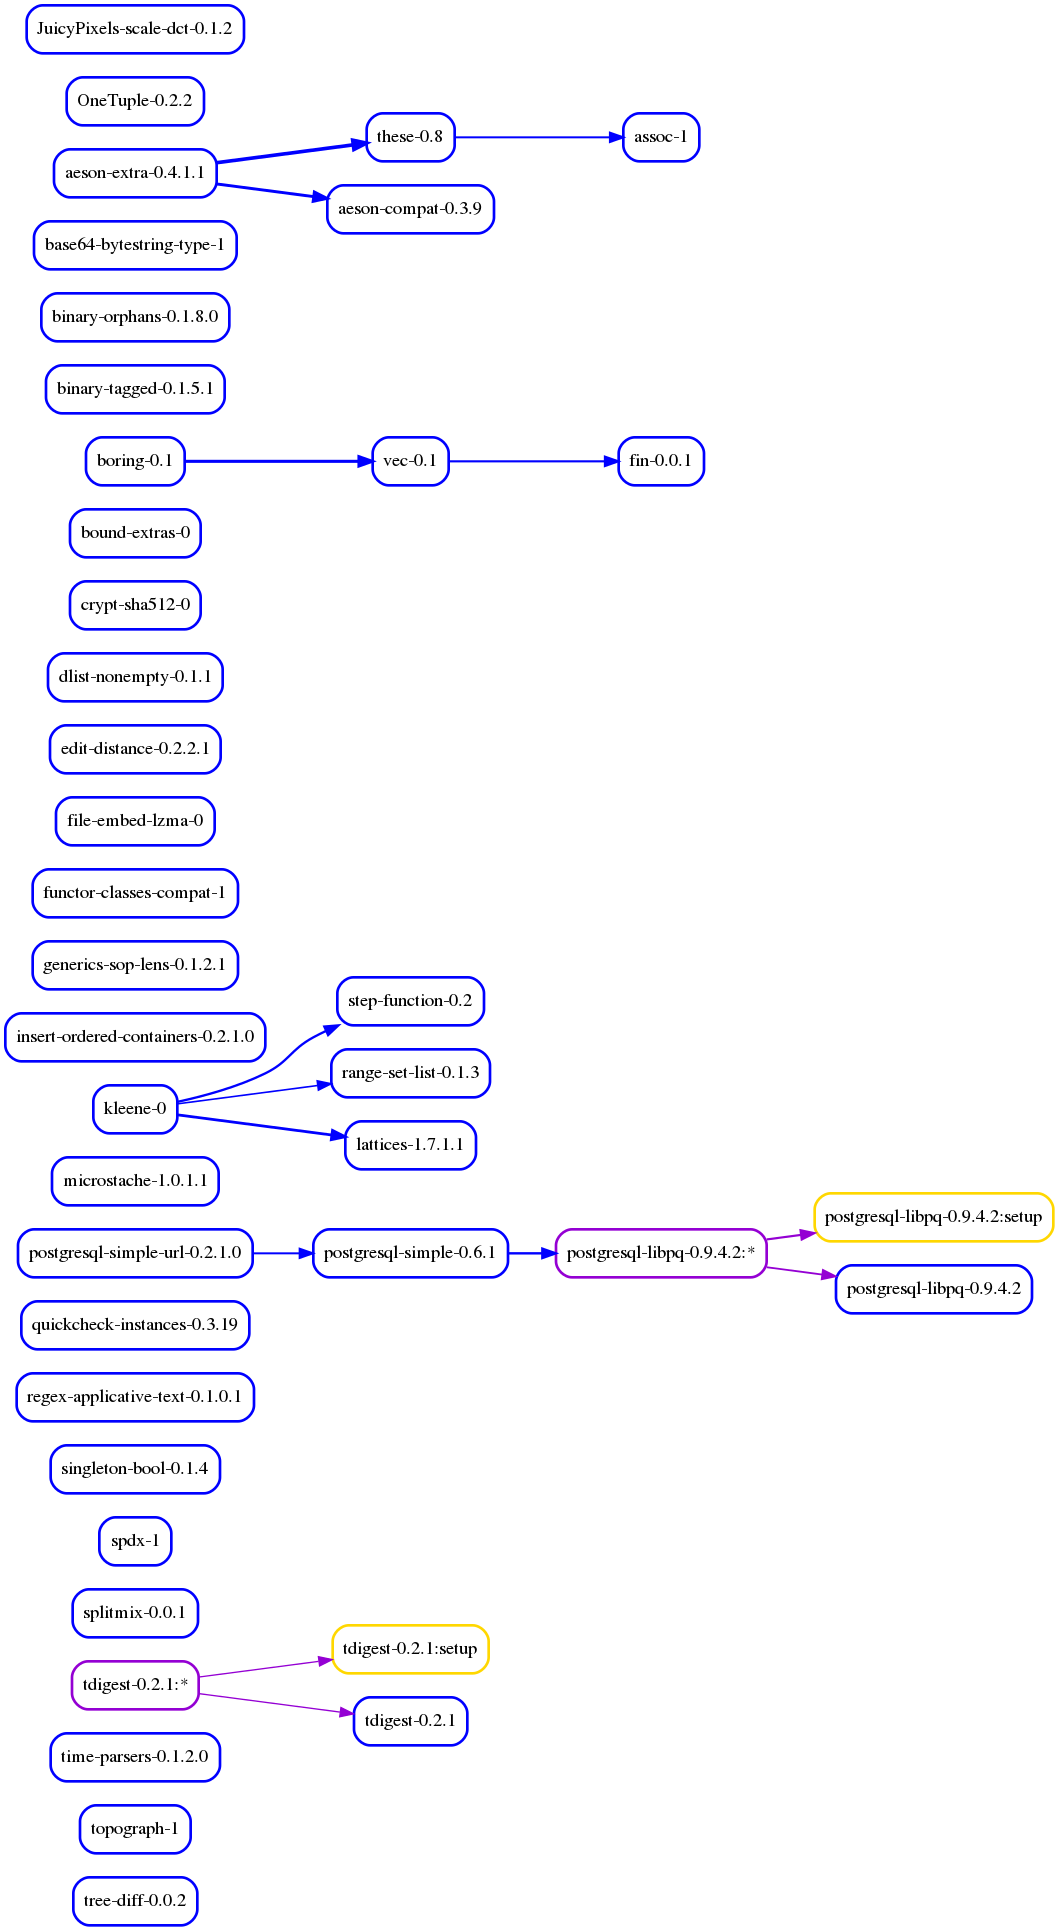 JuicyPixels-scale-dct-0.1.2
OneTuple-0.2.2
these-0.8
assoc-1
aeson-extra-0.4.1.1
aeson-compat-0.3.9
base64-bytestring-type-1
binary-orphans-0.1.8.0
binary-tagged-0.1.5.1
boring-0.1
vec-0.1
fin-0.0.1
bound-extras-0
crypt-sha512-0
dlist-nonempty-0.1.1
edit-distance-0.2.2.1
file-embed-lzma-0
functor-classes-compat-1
generics-sop-lens-0.1.2.1
step-function-0.2
insert-ordered-containers-0.2.1.0
range-set-list-0.1.3
kleene-0
lattices-1.7.1.1
microstache-1.0.1.1
postgresql-libpq-0.9.4.2:setup
postgresql-simple-url-0.2.1.0
postgresql-simple-0.6.1
postgresql-libpq-0.9.4.2:*
postgresql-libpq-0.9.4.2
quickcheck-instances-0.3.19
regex-applicative-text-0.1.0.1
singleton-bool-0.1.4
spdx-1
splitmix-0.0.1
tdigest-0.2.1:setup
tdigest-0.2.1:*
tdigest-0.2.1
time-parsers-0.1.2.0
topograph-1
tree-diff-0.0.2